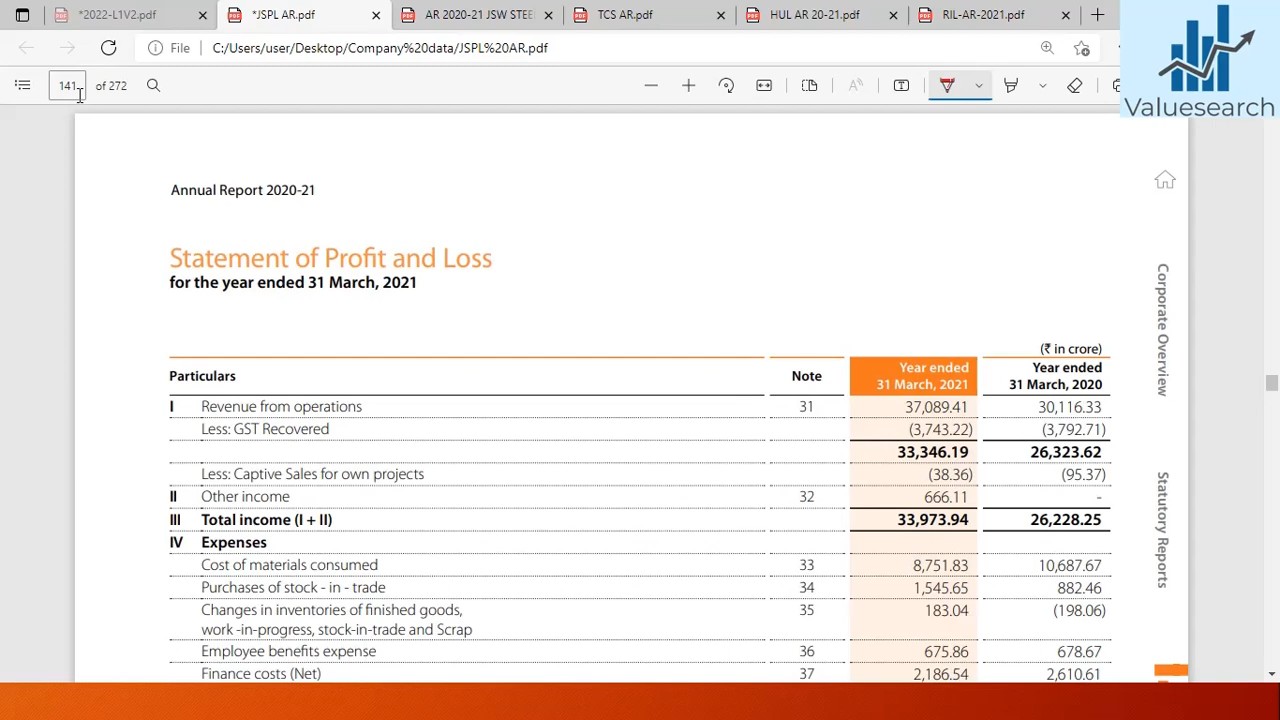 *2022-L1V2.pdf
*JSPL AR.pdf
AR 2020-21 JSW STEE
TCS AR.pdf
HUL AR 20-21.pdf
RIL-AR-2021.pdf
File C:/Users/user/Desktop/Company%20data/JSPL%20AR.pdf
141 of 272
Valuesearch
Annual Report 2020-21
Statement of Profit and Loss
for the year ended 31 March, 2021
(₹ in crore)
Particulars Note Year ended 31 March, 2021 Year ended 31 March, 2020
I Revenue from operations 31 37,089.41 30,116.33
Less: GST Recovered (3,743.22) (3,792.71)
33,346.19 26,323.62
Less: Captive Sales for own projects (38.36) (95.37)
II Other income 32 666.11 -
III Total income (I + II) 33,973.94 26,228.25
IV Expenses
Cost of materials consumed 33 8,751.83 10,687.67
Purchases of stock - in - trade 34 1,545.65 882.46
Changes in inventories of finished goods, 35 183.04 (198.06)
work -in-progress, stock-in-trade and Scrap
Employee benefits expense 36 675.86 678.67
Finance costs (Net) 37 2,186.54 2,610.61
Corporate Overview
Statutory Reports